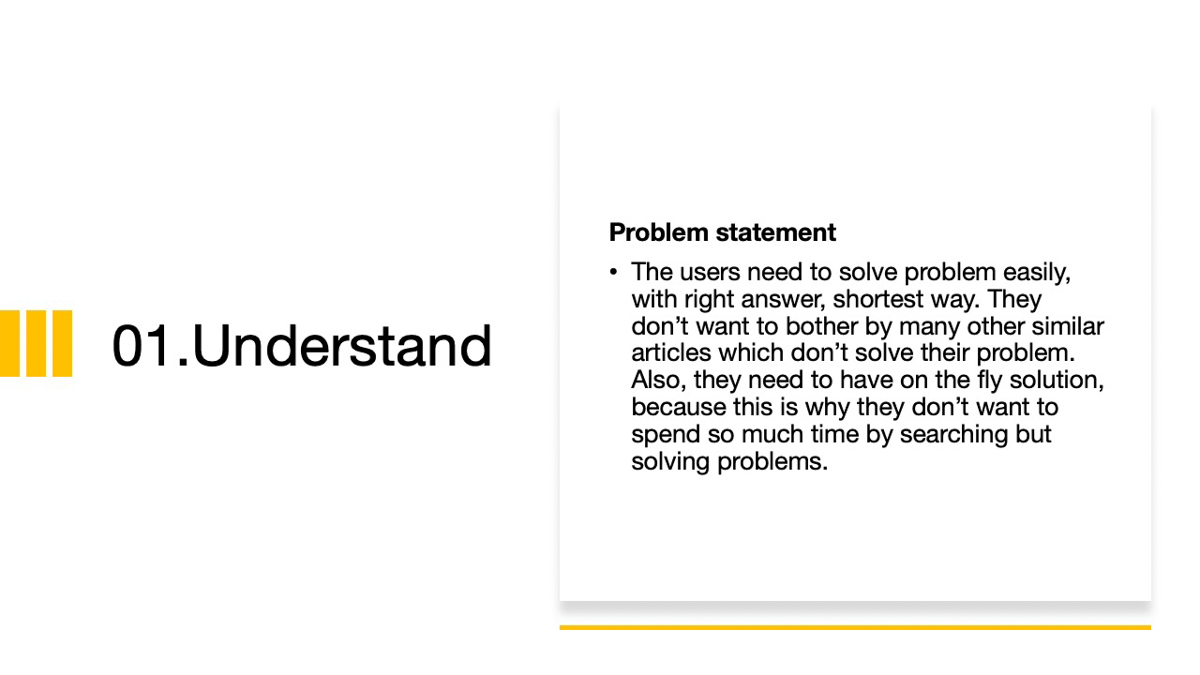 01.Understand
Problem statement
• The users need to solve problem easily,
with right answer, shortest way. They
don’t want to bother by many other similar
articles which don’t solve their problem.
Also, they need to have on the fly solution,
because this is why they don’t want to
spend so much time by searching but
solving problems.